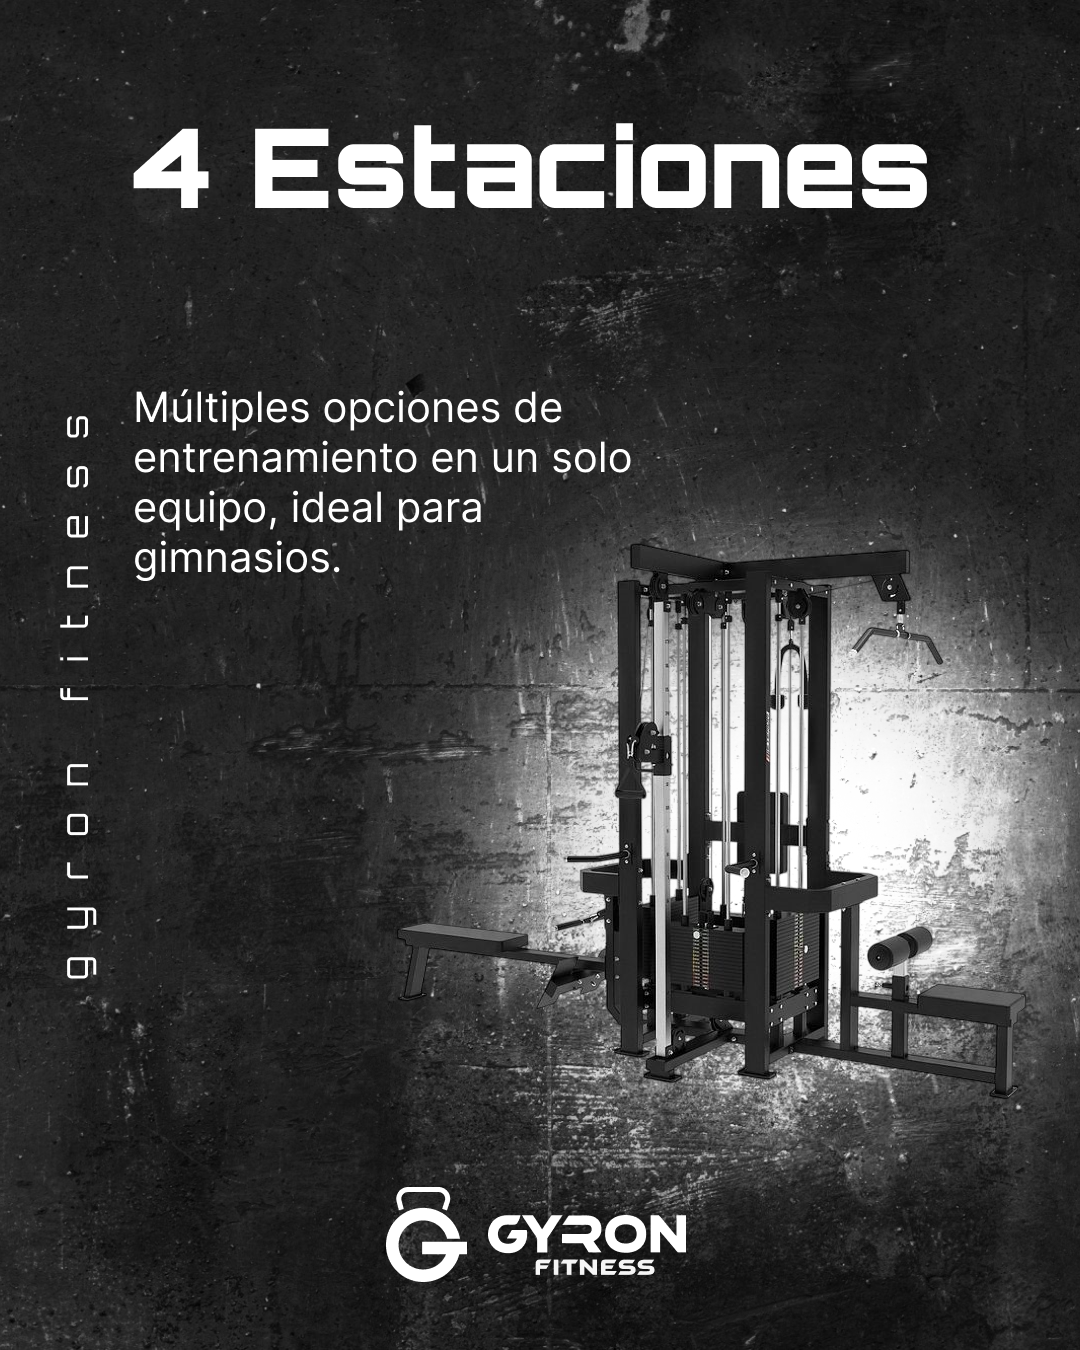 4 Estaciones
Múltiples opciones de
entrenamiento en un solo
equipo, ideal para
gimnasios.
gyron fitness
GYRON
FITNESS